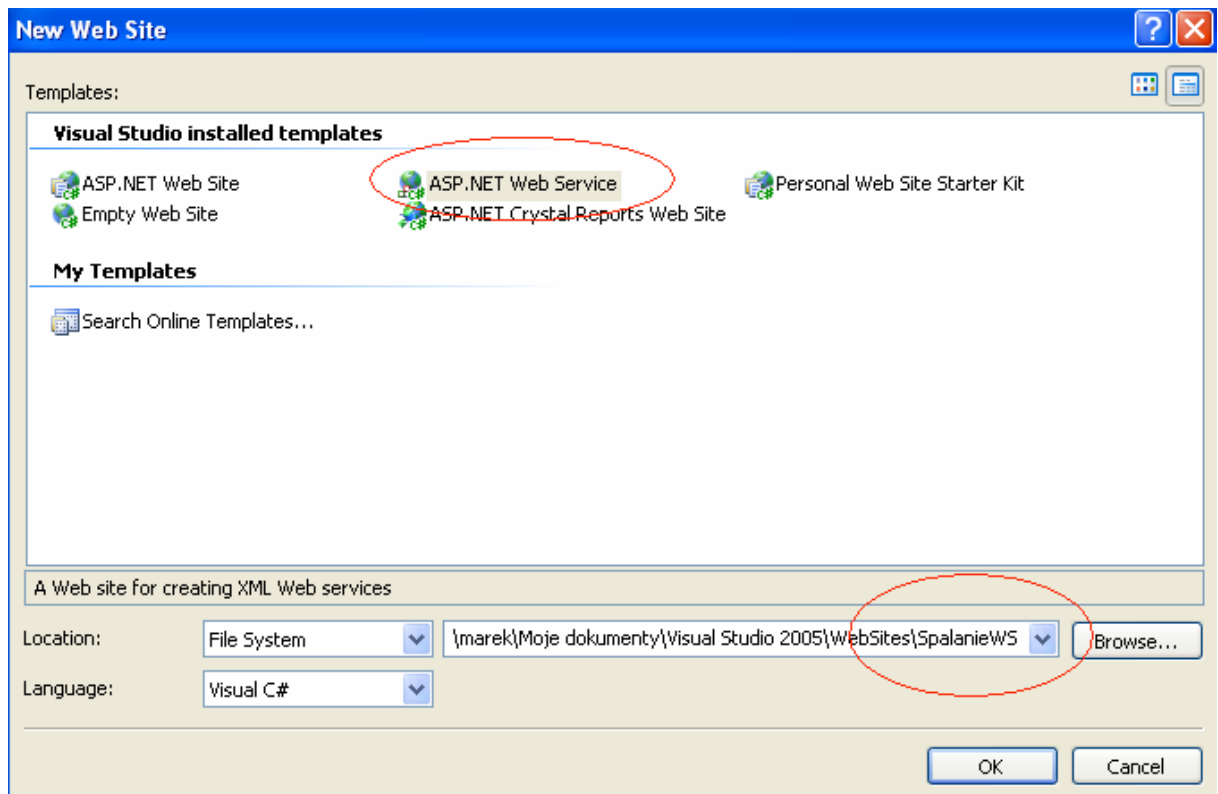 New Web Site
Templates:
Visual Studio installed templates
ASP.NET Web Site ASP.NET Web Service Personal Web Site Starter Kit
Empty Web Site ASP.NET Crystal Reports Web Site
My Templates
Search Online Templates...
A Web site for creating XML Web services
Location: File System \marek\Moje dokumenty\Visual Studio 2005\WebSites\SpalanieWS Browse...
Language: Visual C#
OK Cancel